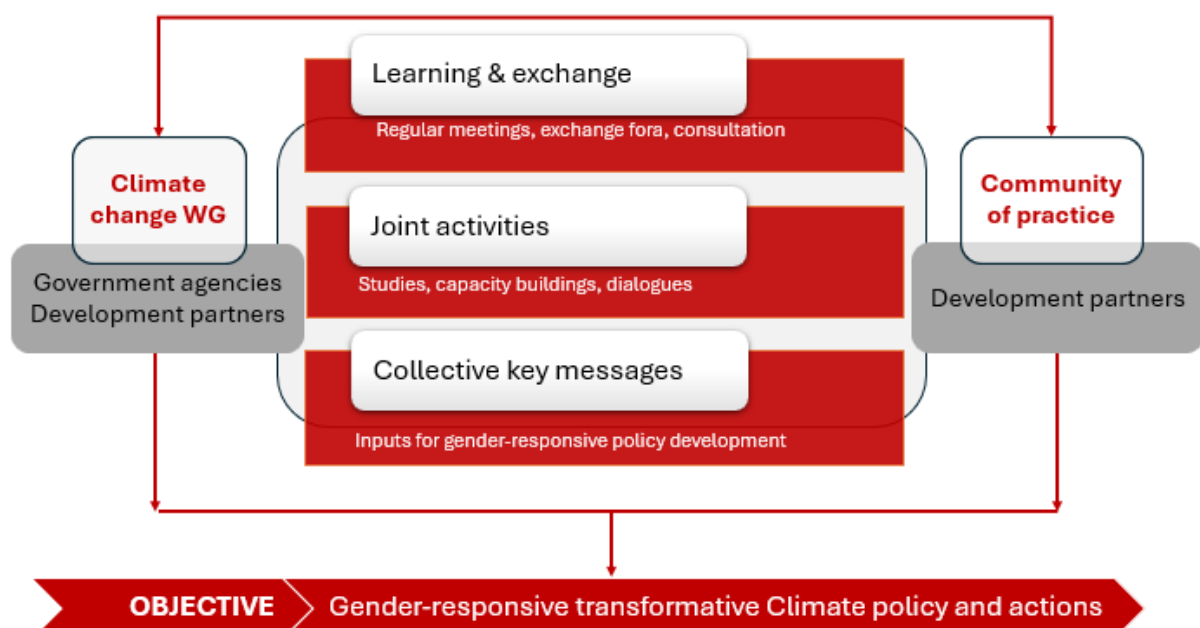 Learning & exchange
Regular meetings, exchange fora, consultation
Climate
change WG
Government agencies
Development partners
Joint activities
Studies, capacity buildings, dialogues
Collective key messages
Inputs for gender-responsive policy development
Community
of practice
Development partners
OBJECTIVE
Gender-responsive transformative Climate policy and actions